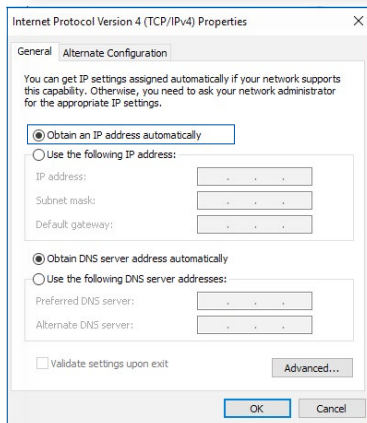 Internet Protocol Version 4 (TCP/IPv4) Properties
General
Alternate Configuration
You can get IP settings assigned automatically if your network supports
this capability. Otherwise, you need to ask your network administrator
for the appropriate IP settings.
Obtain an IP address automatically
Use the following IP address:
IP address:
Subnet mask:
Default gateway:
Obtain DNS server address automatically
Use the following DNS server addresses:
Preferred DNS server:
Alternate DNS server:
Validate settings upon exit
Advanced...
OK
Cancel